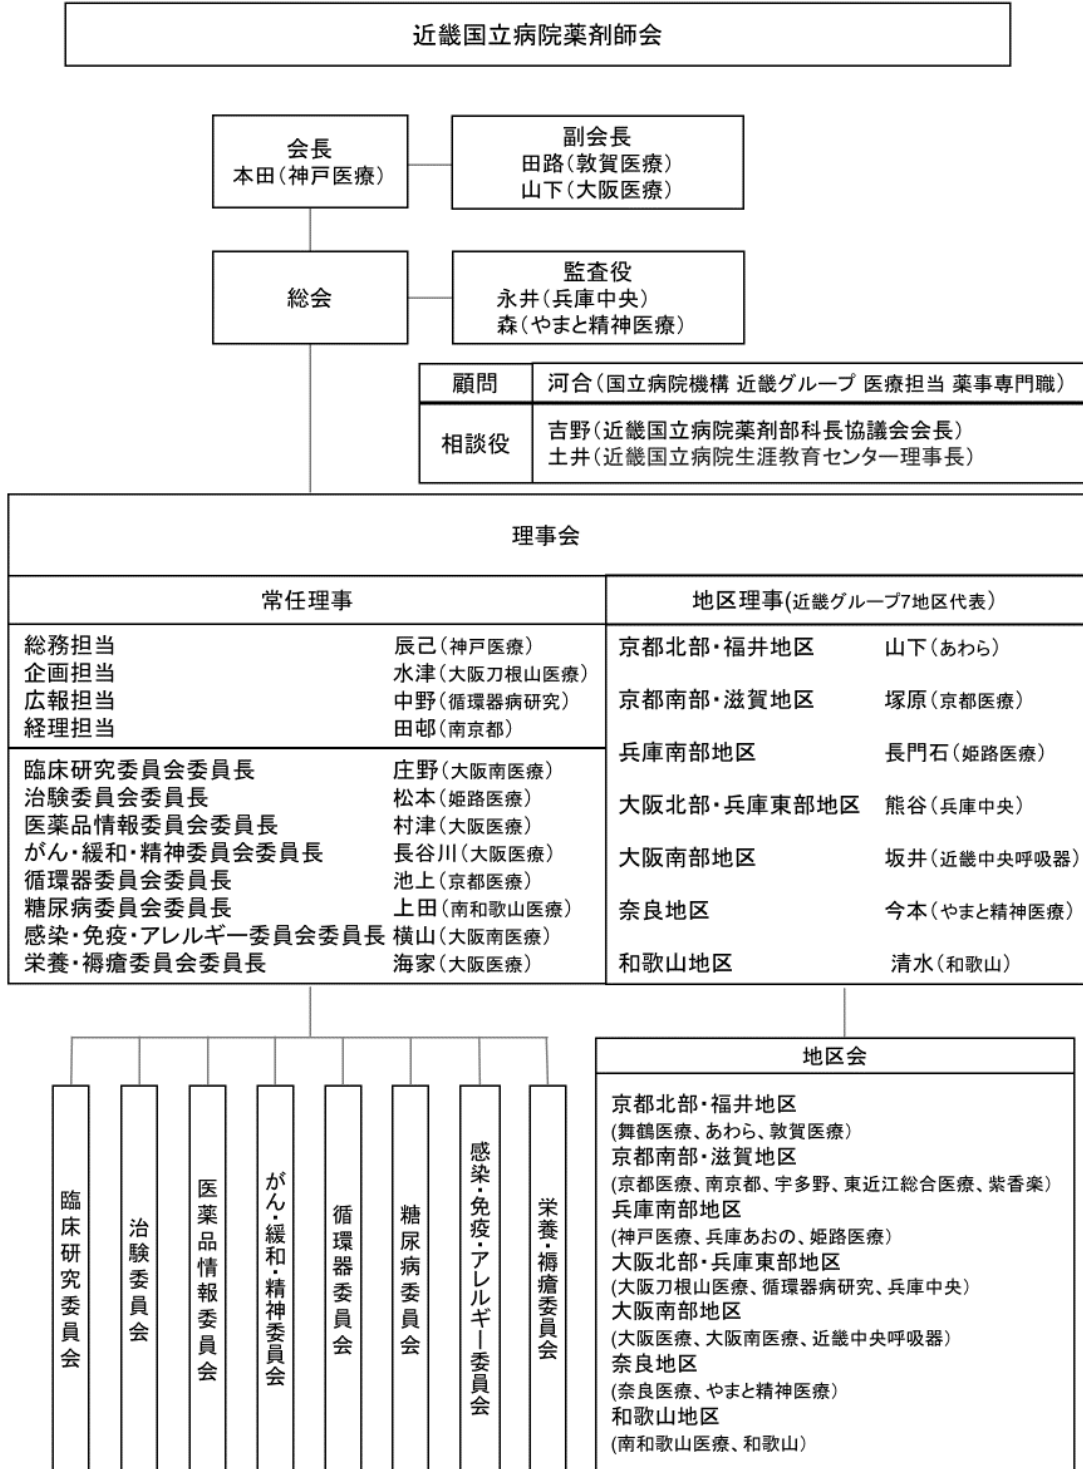 近畿国立病院薬剤師会
会長
本田(神戸医療)
副会長
田路(敦賀医療)
山下(大阪医療)
総会
監査役
永井(兵庫中央)
森(やまと精神医療)
顧問 河合(国立病院機構 近畿グループ 医療担当 薬事専門職)
相談役
吉野(近畿国立病院薬剤部科長協議会会長)
土井(近畿国立病院生涯教育センター理事長)
理事会
常任理事
総務担当 辰己(神戸医療)
企画担当 水津(大阪刀根山医療)
広報担当 中野(循環器病研究)
経理担当 田邨(南京都)
臨床研究委員会委員長 庄野(大阪南医療)
治験委員会委員長 松本(姫路医療)
医薬品情報委員会委員長 村津(大阪医療)
がん・緩和・精神委員会委員長 長谷川(大阪医療)
循環器委員会委員長 池上(京都医療)
糖尿病委員会委員長 上田(南和歌山医療)
感染・免疫・アレルギー委員会委員長 横山(大阪南医療)
栄養・褥瘡委員会委員長 海家(大阪医療)
地区理事(近畿グループ7地区代表)
京都北部・福井地区 山下(あわら)
京都南部・滋賀地区 塚原(京都医療)
兵庫南部地区 長門石(姫路医療)
大阪北部・兵庫東部地区 熊谷(兵庫中央)
大阪南部地区 坂井(近畿中央呼吸器)
奈良地区 今本(やまと精神医療)
和歌山地区 清水(和歌山)
臨床研究委員会
治験委員会
医薬品情報委員会
がん・緩和・精神委員会
循環器委員会
糖尿病委員会
感染・免疫・アレルギー委員会
栄養・褥瘡委員会
地区会
京都北部・福井地区
(舞鶴医療、あわら、敦賀医療)
京都南部・滋賀地区
(京都医療、南京都、宇多野、東近江総合医療、紫香楽)
兵庫南部地区
(神戸医療、兵庫あおの、姫路医療)
大阪北部・兵庫東部地区
(大阪刀根山医療、循環器病研究、兵庫中央)
大阪南部地区
(大阪医療、大阪南医療、近畿中央呼吸器)
奈良地区
(奈良医療、やまと精神医療)
和歌山地区
(南和歌山医療、和歌山)